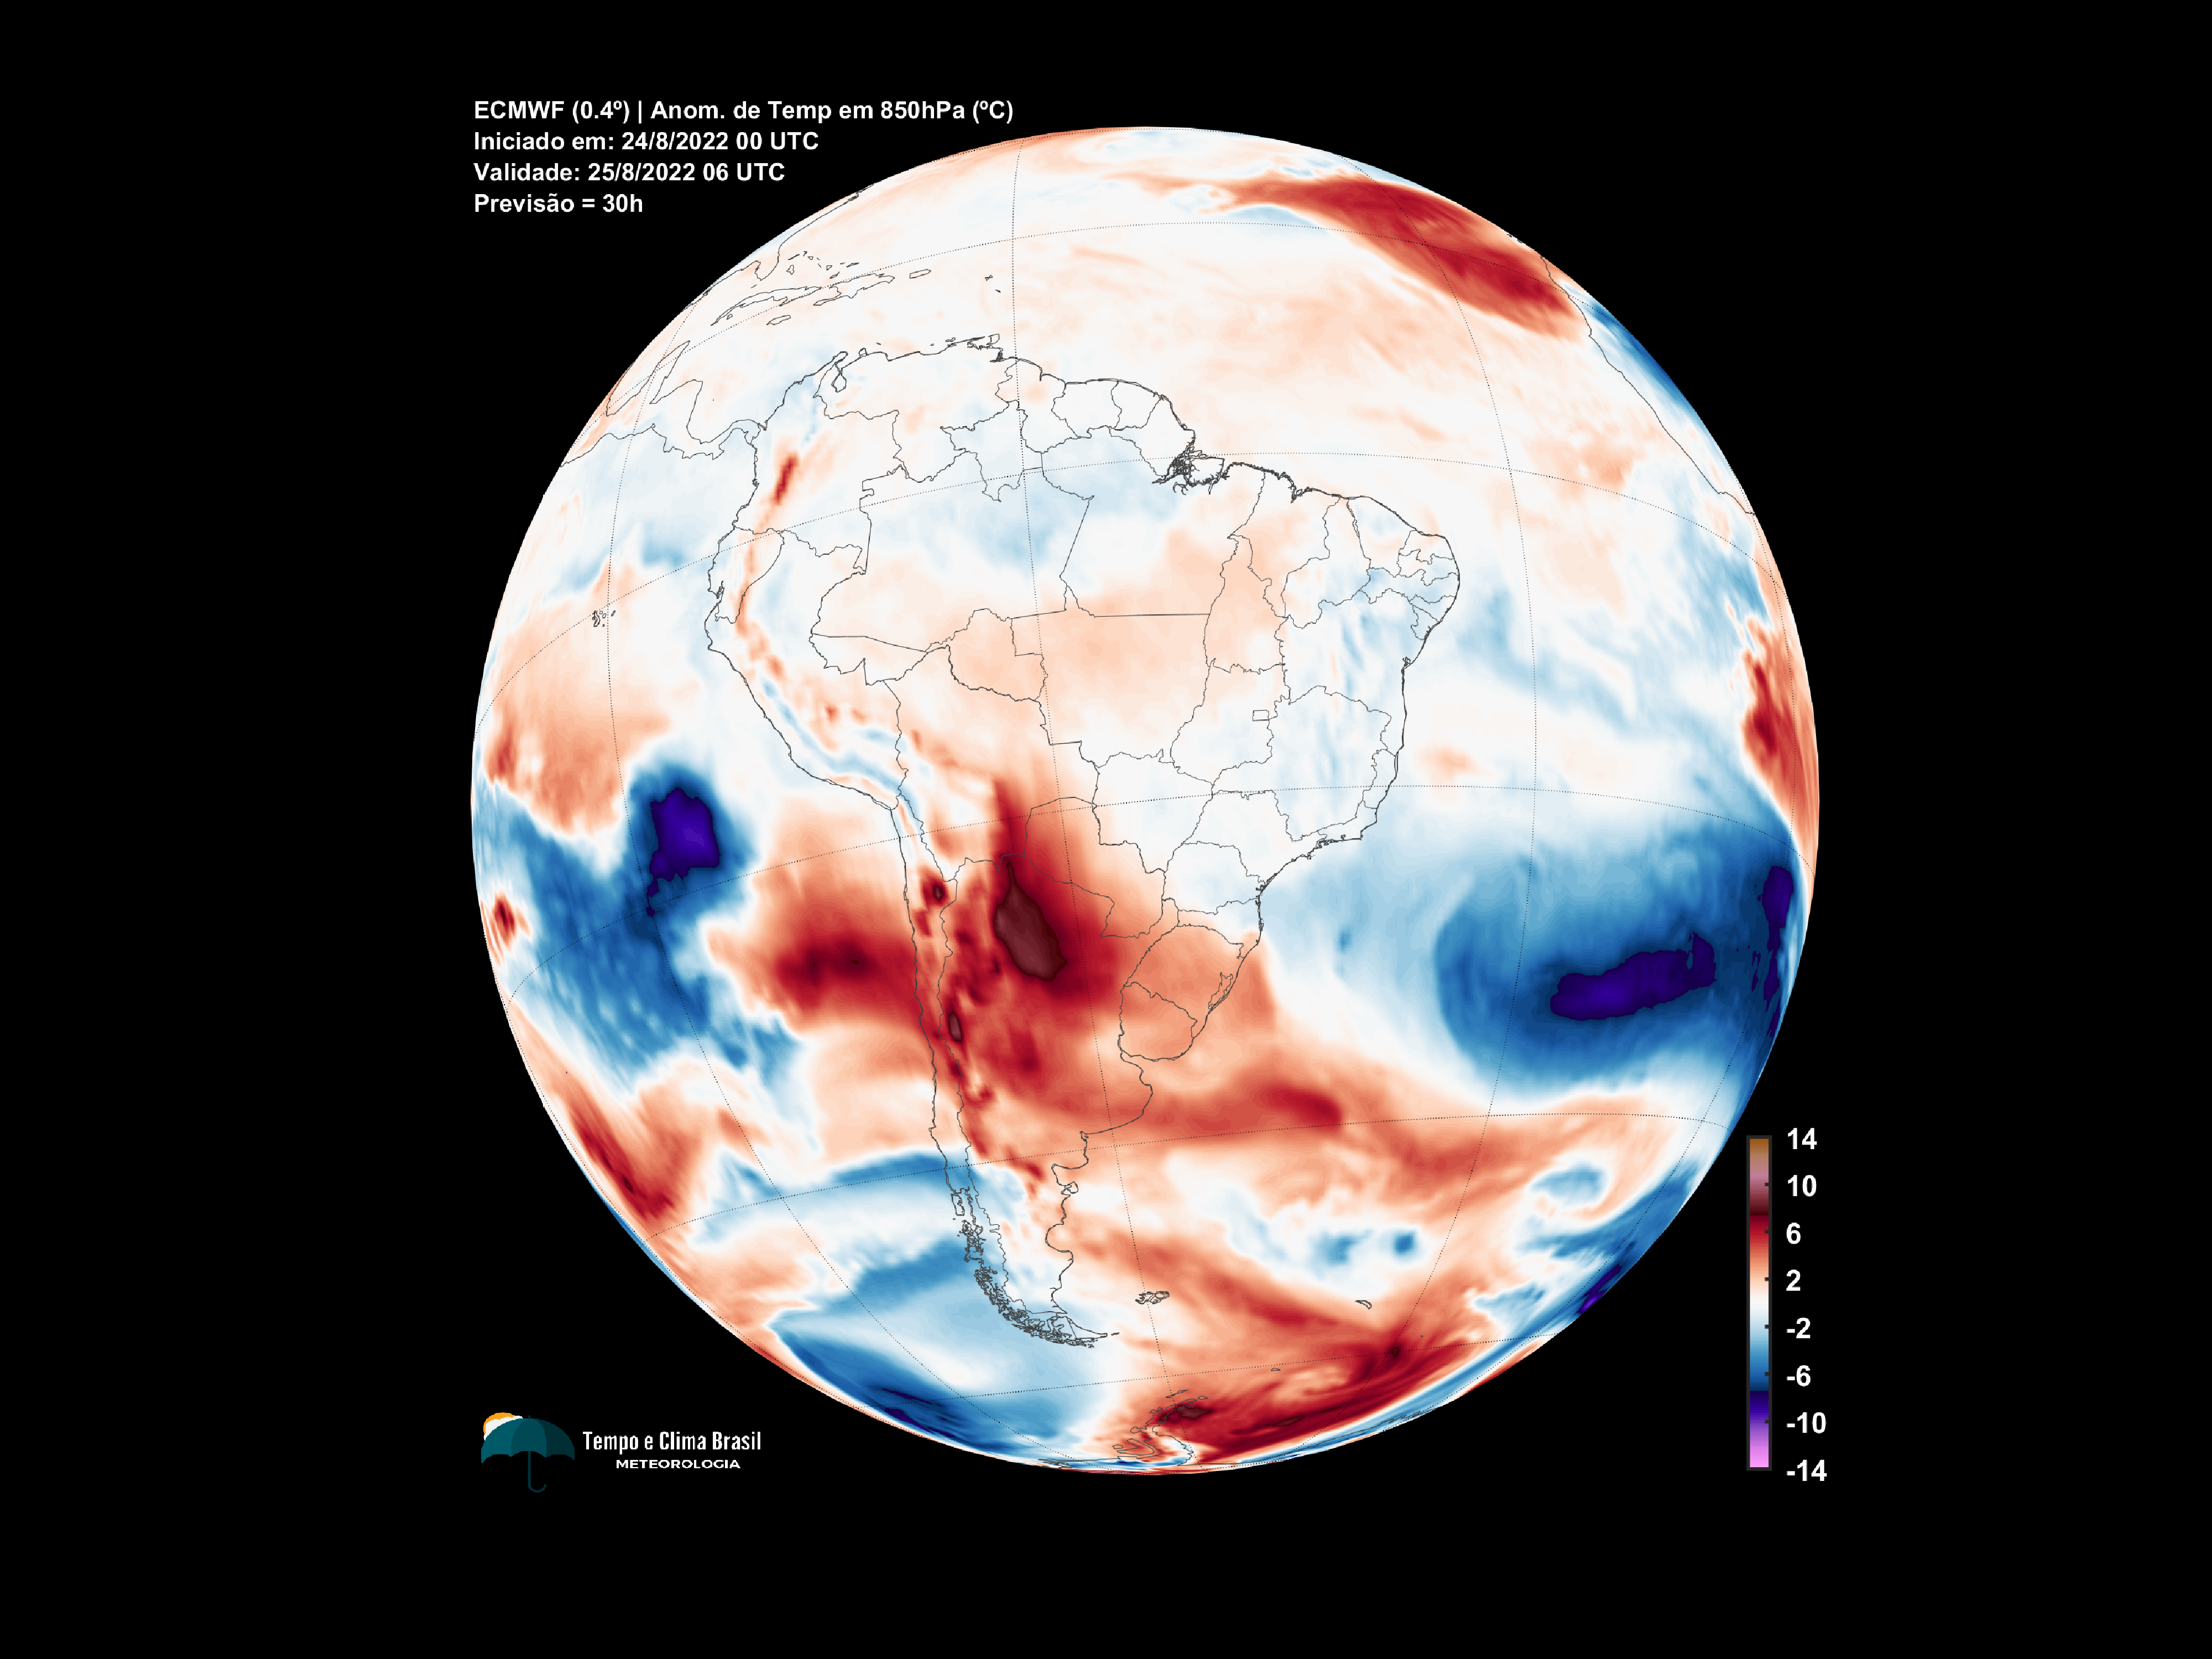 ECMWF (0.4º) | Anom. de Temp em 850hPa (ºC)
Iniciado em: 24/8/2022 00 UTC
Validade: 25/8/2022 06 UTC
Previsão = 30h
14
10
6
2
-2
-6
-10
-14
Tempo e Clima Brasil
METEOROLOGIA